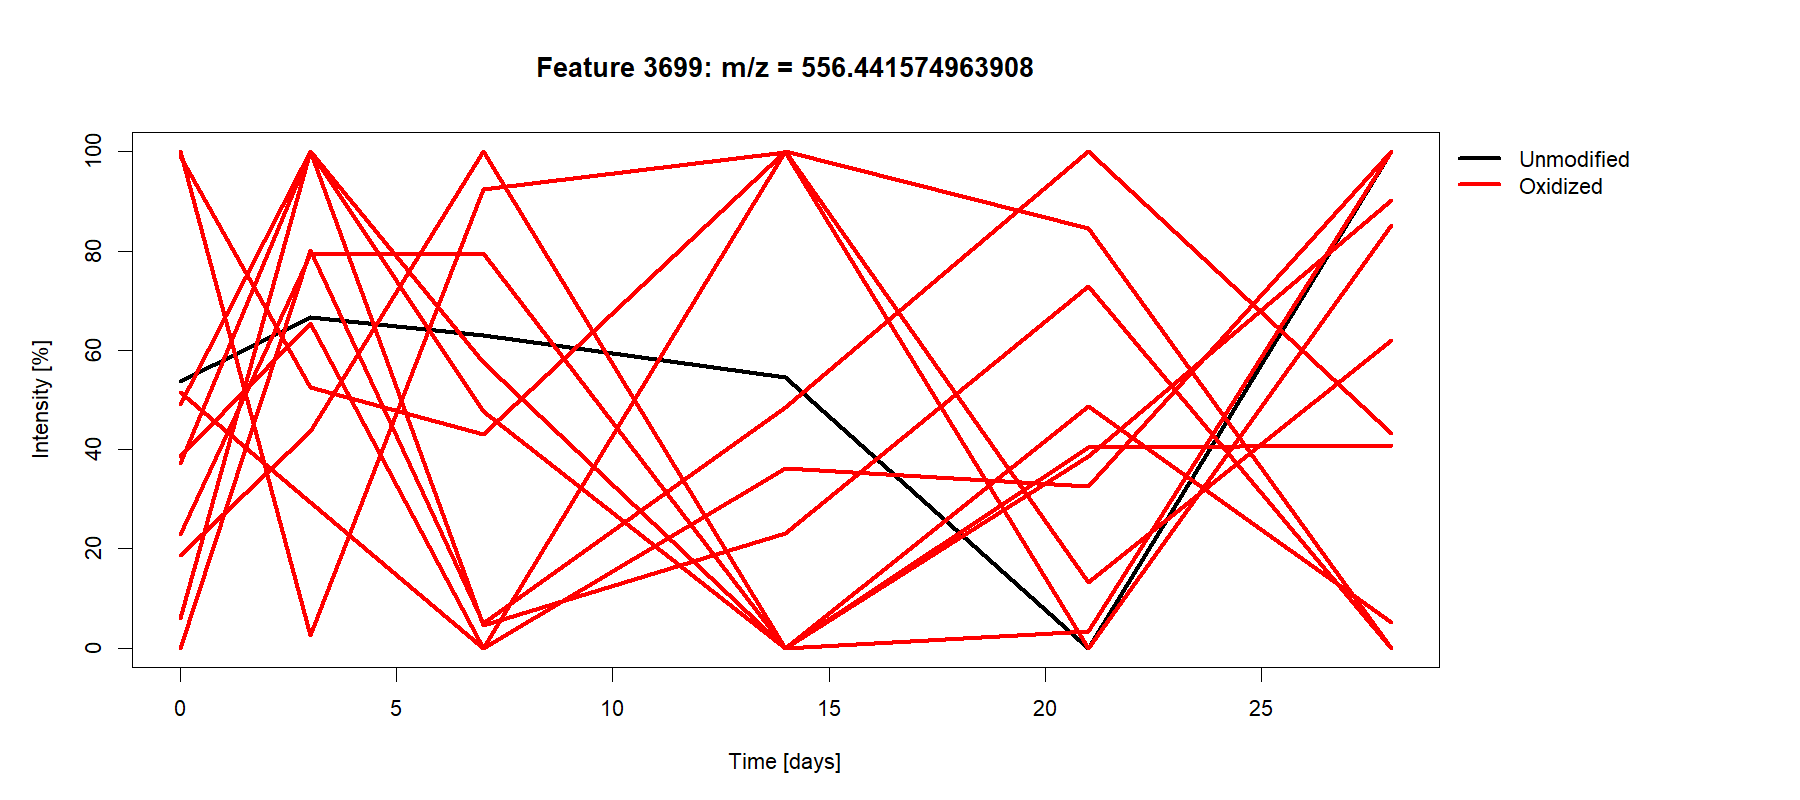 Feature 3699: m/z = 556.441574963908
Unmodified
Oxidized
Intensity [%]
100
80
60
40
20
0
0 5 10 15 20 25
Time [days]